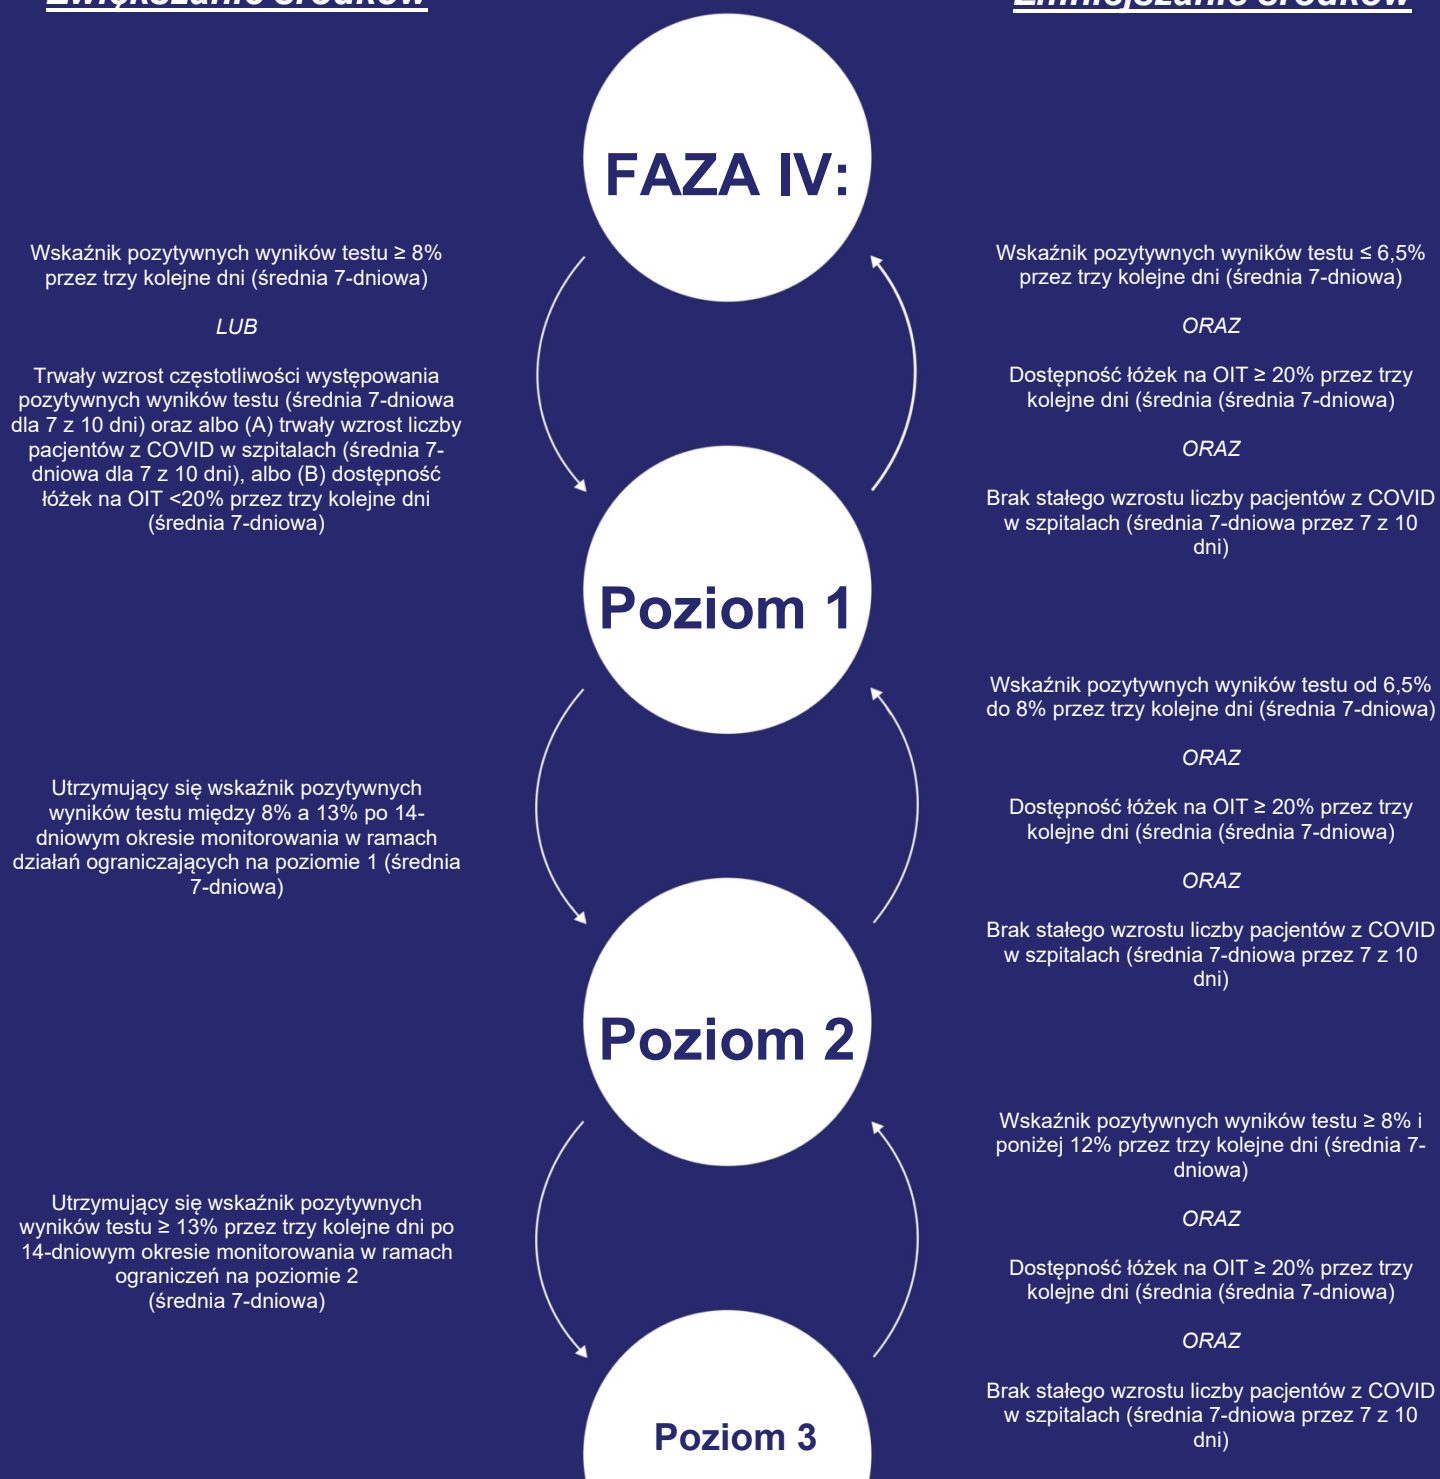 Zwiększanie środków
Zmniejszanie środków
FAZA IV:
Wskaźnik pozytywnych wyników testu ≥ 8%
przez trzy kolejne dni (średnia 7-dniowa)
LUB
Trwały wzrost częstotliwości występowania
pozytywnych wyników testu (średnia 7-dniowa
dla 7 z 10 dni) oraz albo (A) trwały wzrost liczby
pacjentów z COVID w szpitalach (średnia 7-
dniowa dla 7 z 10 dni), albo (B) dostępność
łóżek na OIT <20% przez trzy kolejne dni
(średnia 7-dniowa)
Wskaźnik pozytywnych wyników testu ≤ 6,5%
przez trzy kolejne dni (średnia 7-dniowa)
ORAZ
Dostępność łóżek na OIT ≥ 20% przez trzy
kolejne dni (średnia (średnia 7-dniowa)
ORAZ
Brak stałego wzrostu liczby pacjentów z COVID
w szpitalach (średnia 7-dniowa przez 7 z 10
dni)
Poziom 1
Utrzymujący się wskaźnik pozytywnych
wyników testu między 8% a 13% po 14-
dniowym okresie monitorowania w ramach
działań ograniczających na poziomie 1 (średnia
7-dniowa)
Wskaźnik pozytywnych wyników testu od 6,5%
do 8% przez trzy kolejne dni (średnia 7-dniowa)
ORAZ
Dostępność łóżek na OIT ≥ 20% przez trzy
kolejne dni (średnia (średnia 7-dniowa)
ORAZ
Brak stałego wzrostu liczby pacjentów z COVID
w szpitalach (średnia 7-dniowa przez 7 z 10
dni)
Poziom 2
Utrzymujący się wskaźnik pozytywnych
wyników testu ≥ 13% przez trzy kolejne dni po
14-dniowym okresie monitorowania w ramach
ograniczeń na poziomie 2
(średnia 7-dniowa)
Wskaźnik pozytywnych wyników testu ≥ 8% i
poniżej 12% przez trzy kolejne dni (średnia 7-
dniowa)
ORAZ
Dostępność łóżek na OIT ≥ 20% przez trzy
kolejne dni (średnia (średnia 7-dniowa)
ORAZ
Brak stałego wzrostu liczby pacjentów z COVID
w szpitalach (średnia 7-dniowa przez 7 z 10
dni)
Poziom 3